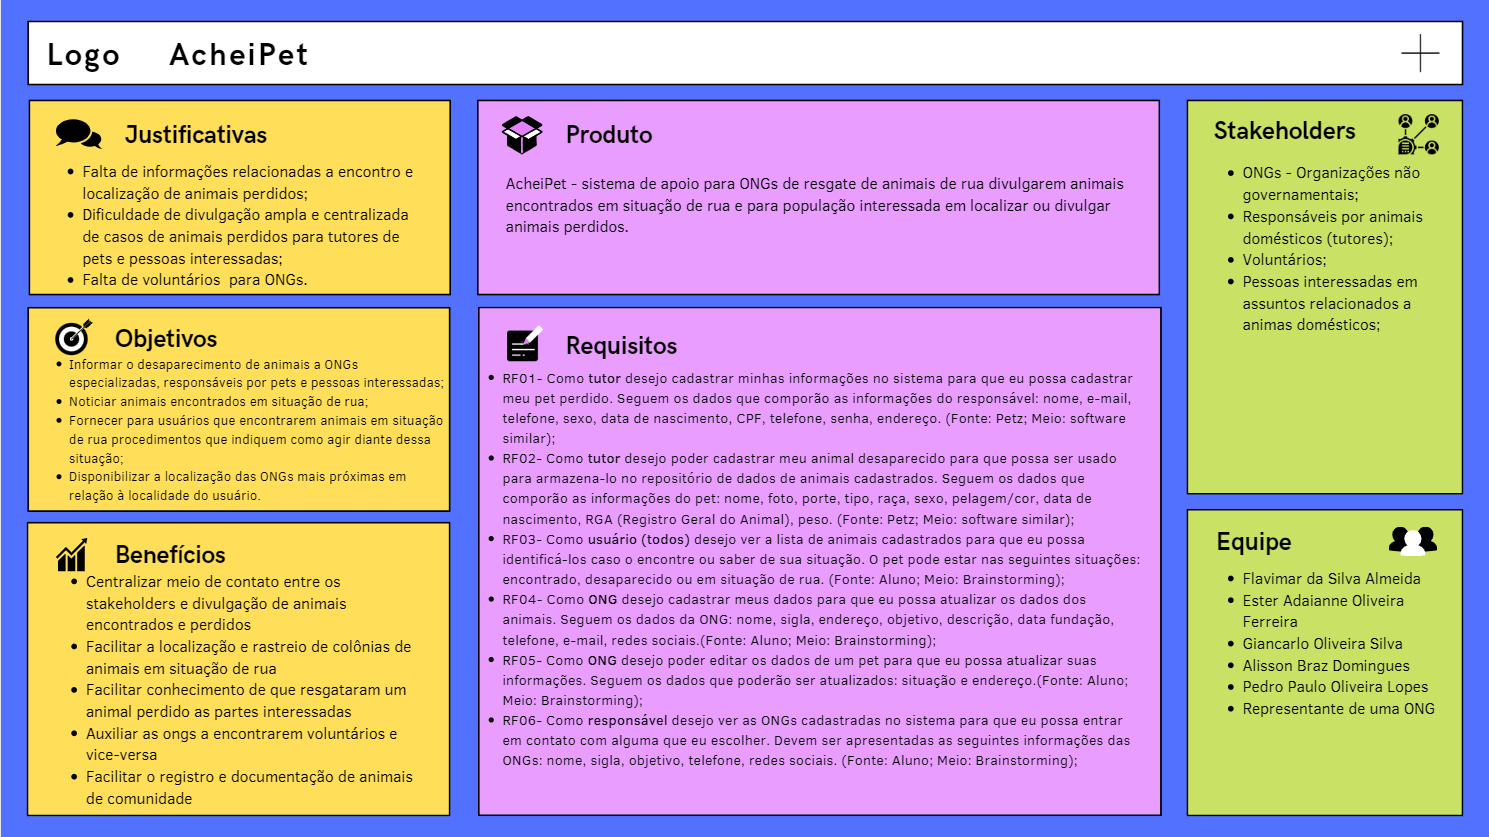 Logo AcheiPet
Justificativas
• Falta de informações relacionadas a encontro e
localização de animais perdidos;
• Dificuldade de divulgação ampla e centralizada
de casos de animais perdidos para tutores de
pets e pessoas interessadas;
• Falta de voluntários para ONGs.
Objetivos
• Informar o desaparecimento de animais a ONGs
especializadas, responsáveis por pets e pessoas interessadas;
• Noticiar animais encontrados em situação de rua;
• Fornecer para usuários que encontrarem animais em situação
de rua procedimentos que indiquem como agir diante dessa
situação;
• Disponibilizar a localização das ONGs mais próximas em
relação à localidade do usuário.
Benefícios
• Centralizar meio de contato entre os
stakeholders e divulgação de animais
encontrados e perdidos
• Facilitar a localização e rastreio de colônias de
animais em situação de rua
• Facilitar conhecimento de que resgataram um
animal perdido as partes interessadas
• Auxiliar as ongs a encontrarem voluntários e
vice-versa
• Facilitar o registro e documentação de animais
de comunidade
Produto
AcheiPet - sistema de apoio para ONGs de resgate de animais de rua divulgarem animais
encontrados em situação de rua e para população interessada em localizar ou divulgar
animais perdidos.
Requisitos
• RF01- Como tutor desejo cadastrar minhas informações no sistema para que eu possa cadastrar
meu pet perdido. Seguem os dados que comporão as informações do responsável: nome, e-mail,
telefone, sexo, data de nascimento, CPF, telefone, senha, endereço. (Fonte: Petz; Meio: software
similar);
• RF02- Como tutor desejo poder cadastrar meu animal desaparecido para que possa ser usado
para armazena-lo no repositório de dados de animais cadastrados. Seguem os dados que
comporão as informações do pet: nome, foto, porte, tipo, raça, sexo, pelagem/cor, data de
nascimento, RGA (Registro Geral do Animal), peso. (Fonte: Petz; Meio: software similar);
• RF03- Como usuário (todos) desejo ver a lista de animais cadastrados para que eu possa
identificá-los caso o encontre ou saber de sua situação. O pet pode estar nas seguintes situações:
encontrado, desaparecido ou em situação de rua. (Fonte: Aluno; Meio: Brainstorming);
• RF04- Como ONG desejo cadastrar meus dados para que eu possa atualizar os dados dos
animais. Seguem os dados da ONG: nome, sigla, endereço, objetivo, descrição, data fundação,
telefone, e-mail, redes sociais.(Fonte: Aluno; Meio: Brainstorming);
• RF05- Como ONG desejo poder editar os dados de um pet para que eu possa atualizar suas
informações. Seguem os dados que poderão ser atualizados: situação e endereço.(Fonte: Aluno;
Meio: Brainstorming);
• RF06- Como responsável desejo ver as ONGs cadastradas no sistema para que eu possa entrar
em contato com alguma que eu escolher. Devem ser apresentadas as seguintes informações das
ONGs: nome, sigla, objetivo, telefone, redes sociais. (Fonte: Aluno; Meio: Brainstorming);
Stakeholders
• ONGs - Organizações não
governamentais;
• Responsáveis por animais
domésticos (tutores);
• Voluntários;
• Pessoas interessadas em
assuntos relacionados a
animas domésticos;
Equipe
• Flavimar da Silva Almeida
• Ester Adaianne Oliveira
Ferreira
• Giancarlo Oliveira Silva
• Alisson Braz Domingues
• Pedro Paulo Oliveira Lopes
• Representante de uma ONG